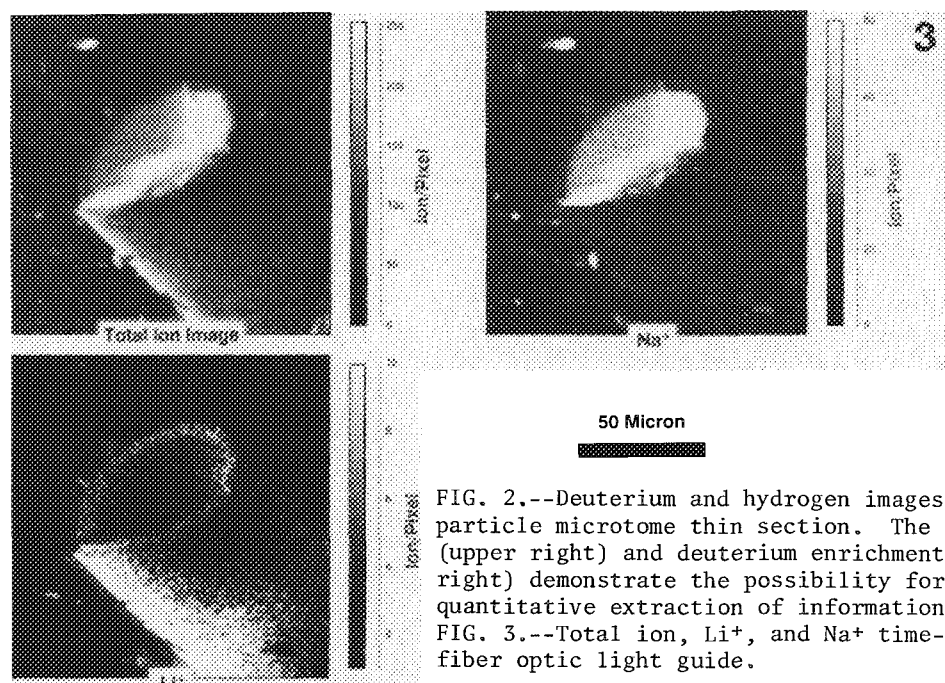 3
Ion Pixel
Ion Pixel
Total Ion Image
Na⁺
Ion Pixel
50 Micron
FIG. 2.--Deuterium and hydrogen images
particle microtome thin section. The
(upper right) and deuterium enrichment
right) demonstrate the possibility for
quantitative extraction of information
FIG. 3.--Total ion, Li⁺, and Na⁺ time-
fiber optic light guide.